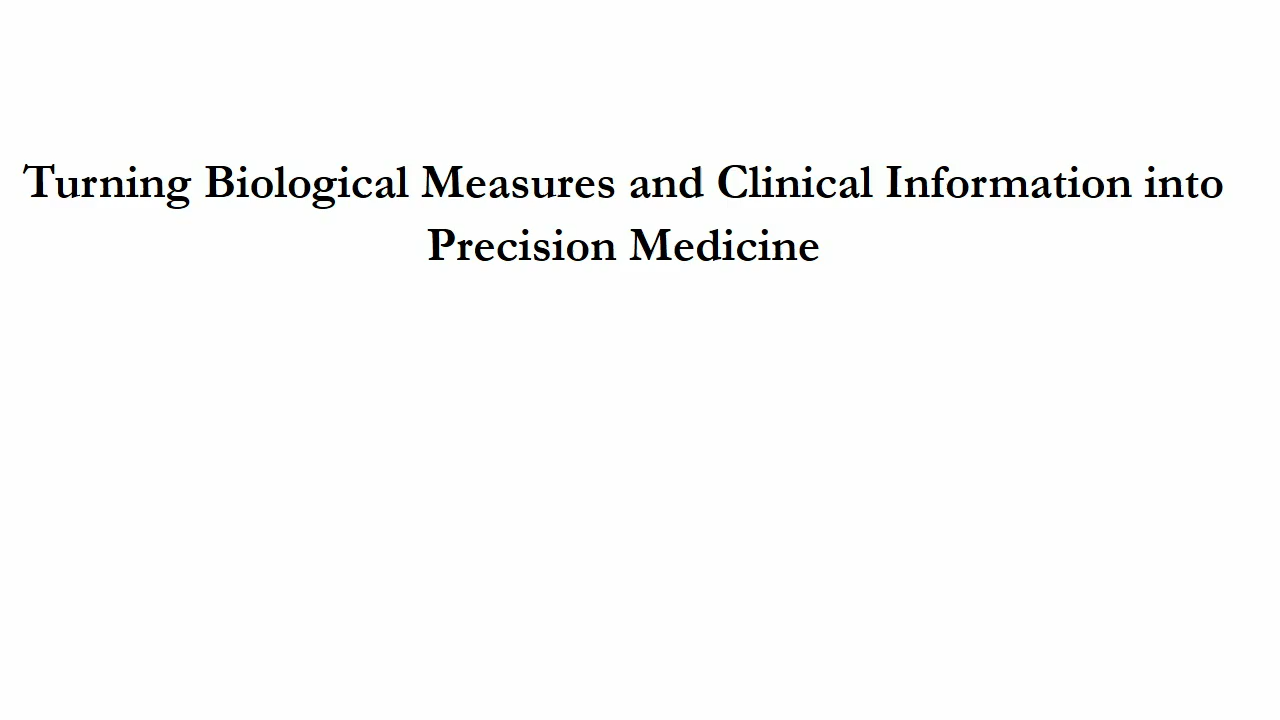 Turning Biological Measures and Clinical Information into
Precision Medicine